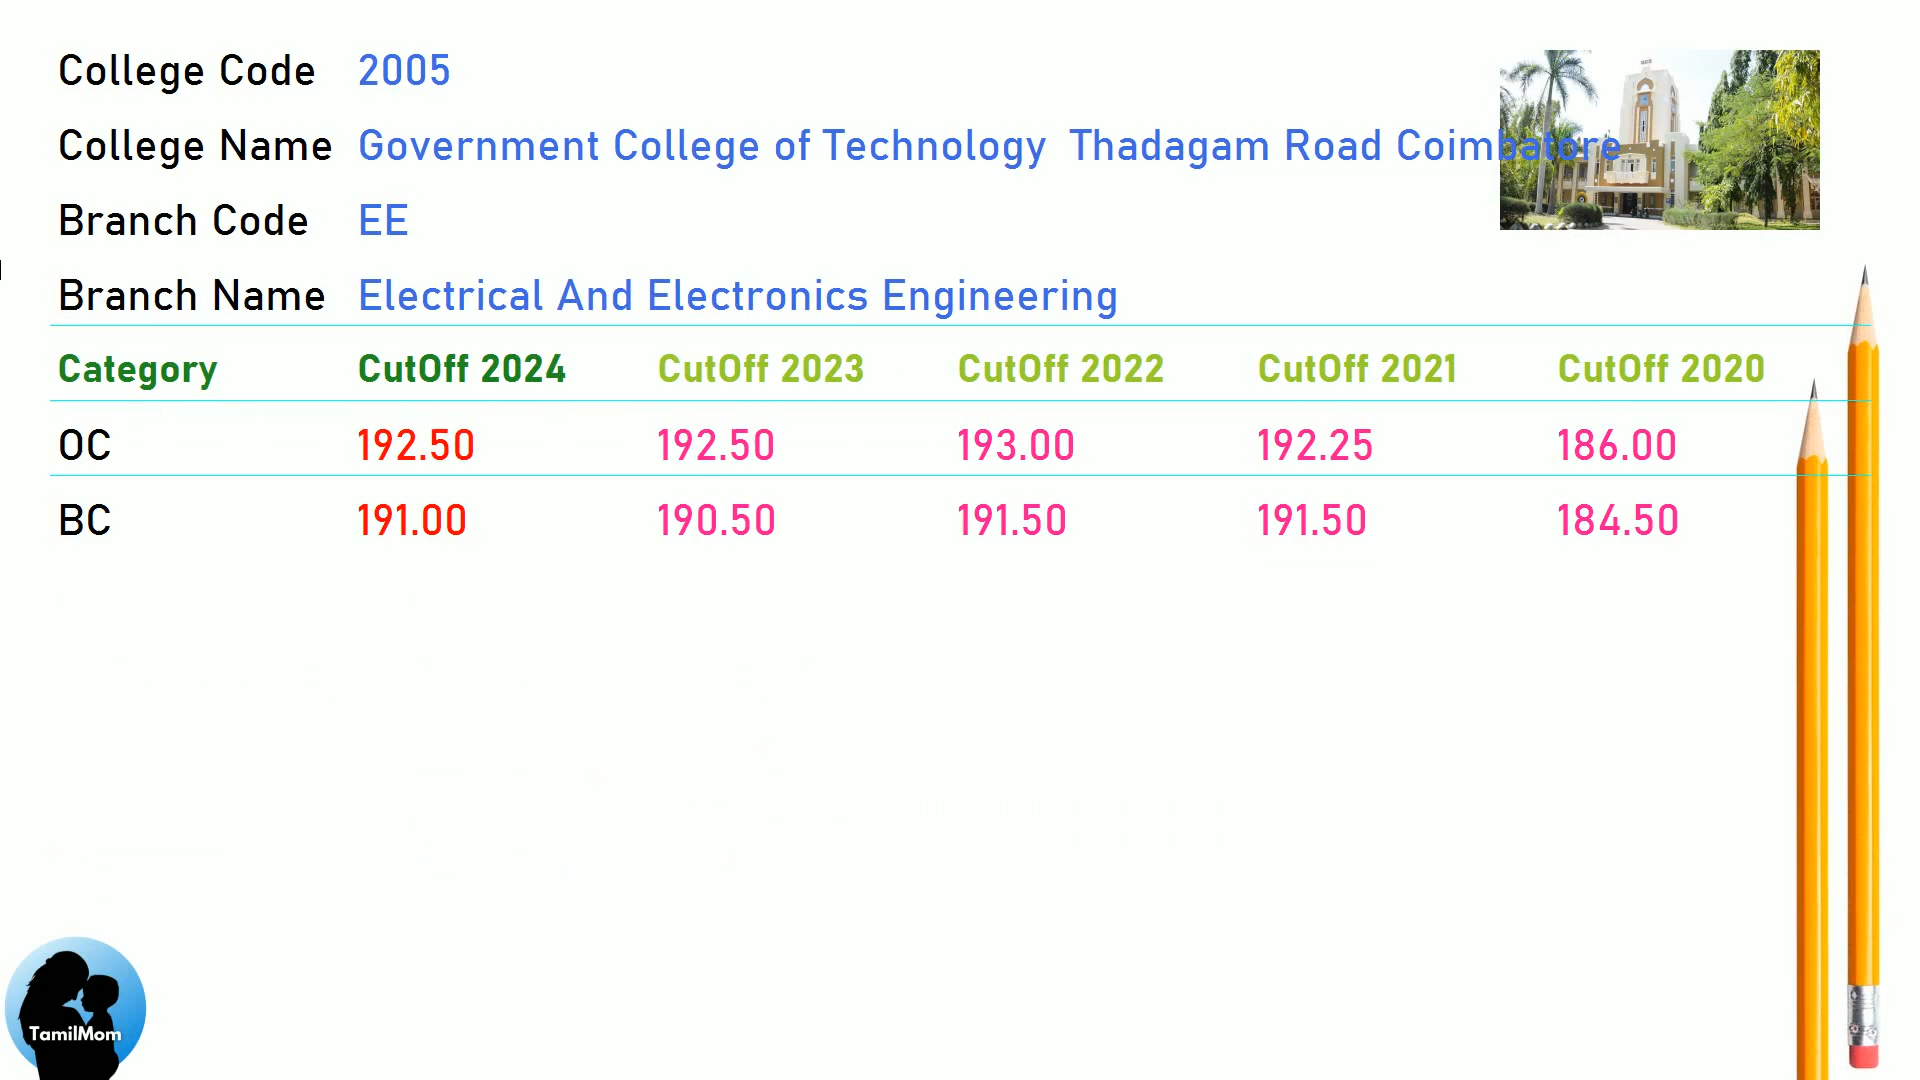 College Code 2005
College Name Government College of Technology Thadagam Road Coimbatore
Branch Code EE
Branch Name Electrical And Electronics Engineering
Category CutOff 2024 CutOff 2023 CutOff 2022 CutOff 2021 CutOff 2020
OC 192.50 192.50 193.00 192.25 186.00
BC 191.00 190.50 191.50 191.50 184.50
TamilMom